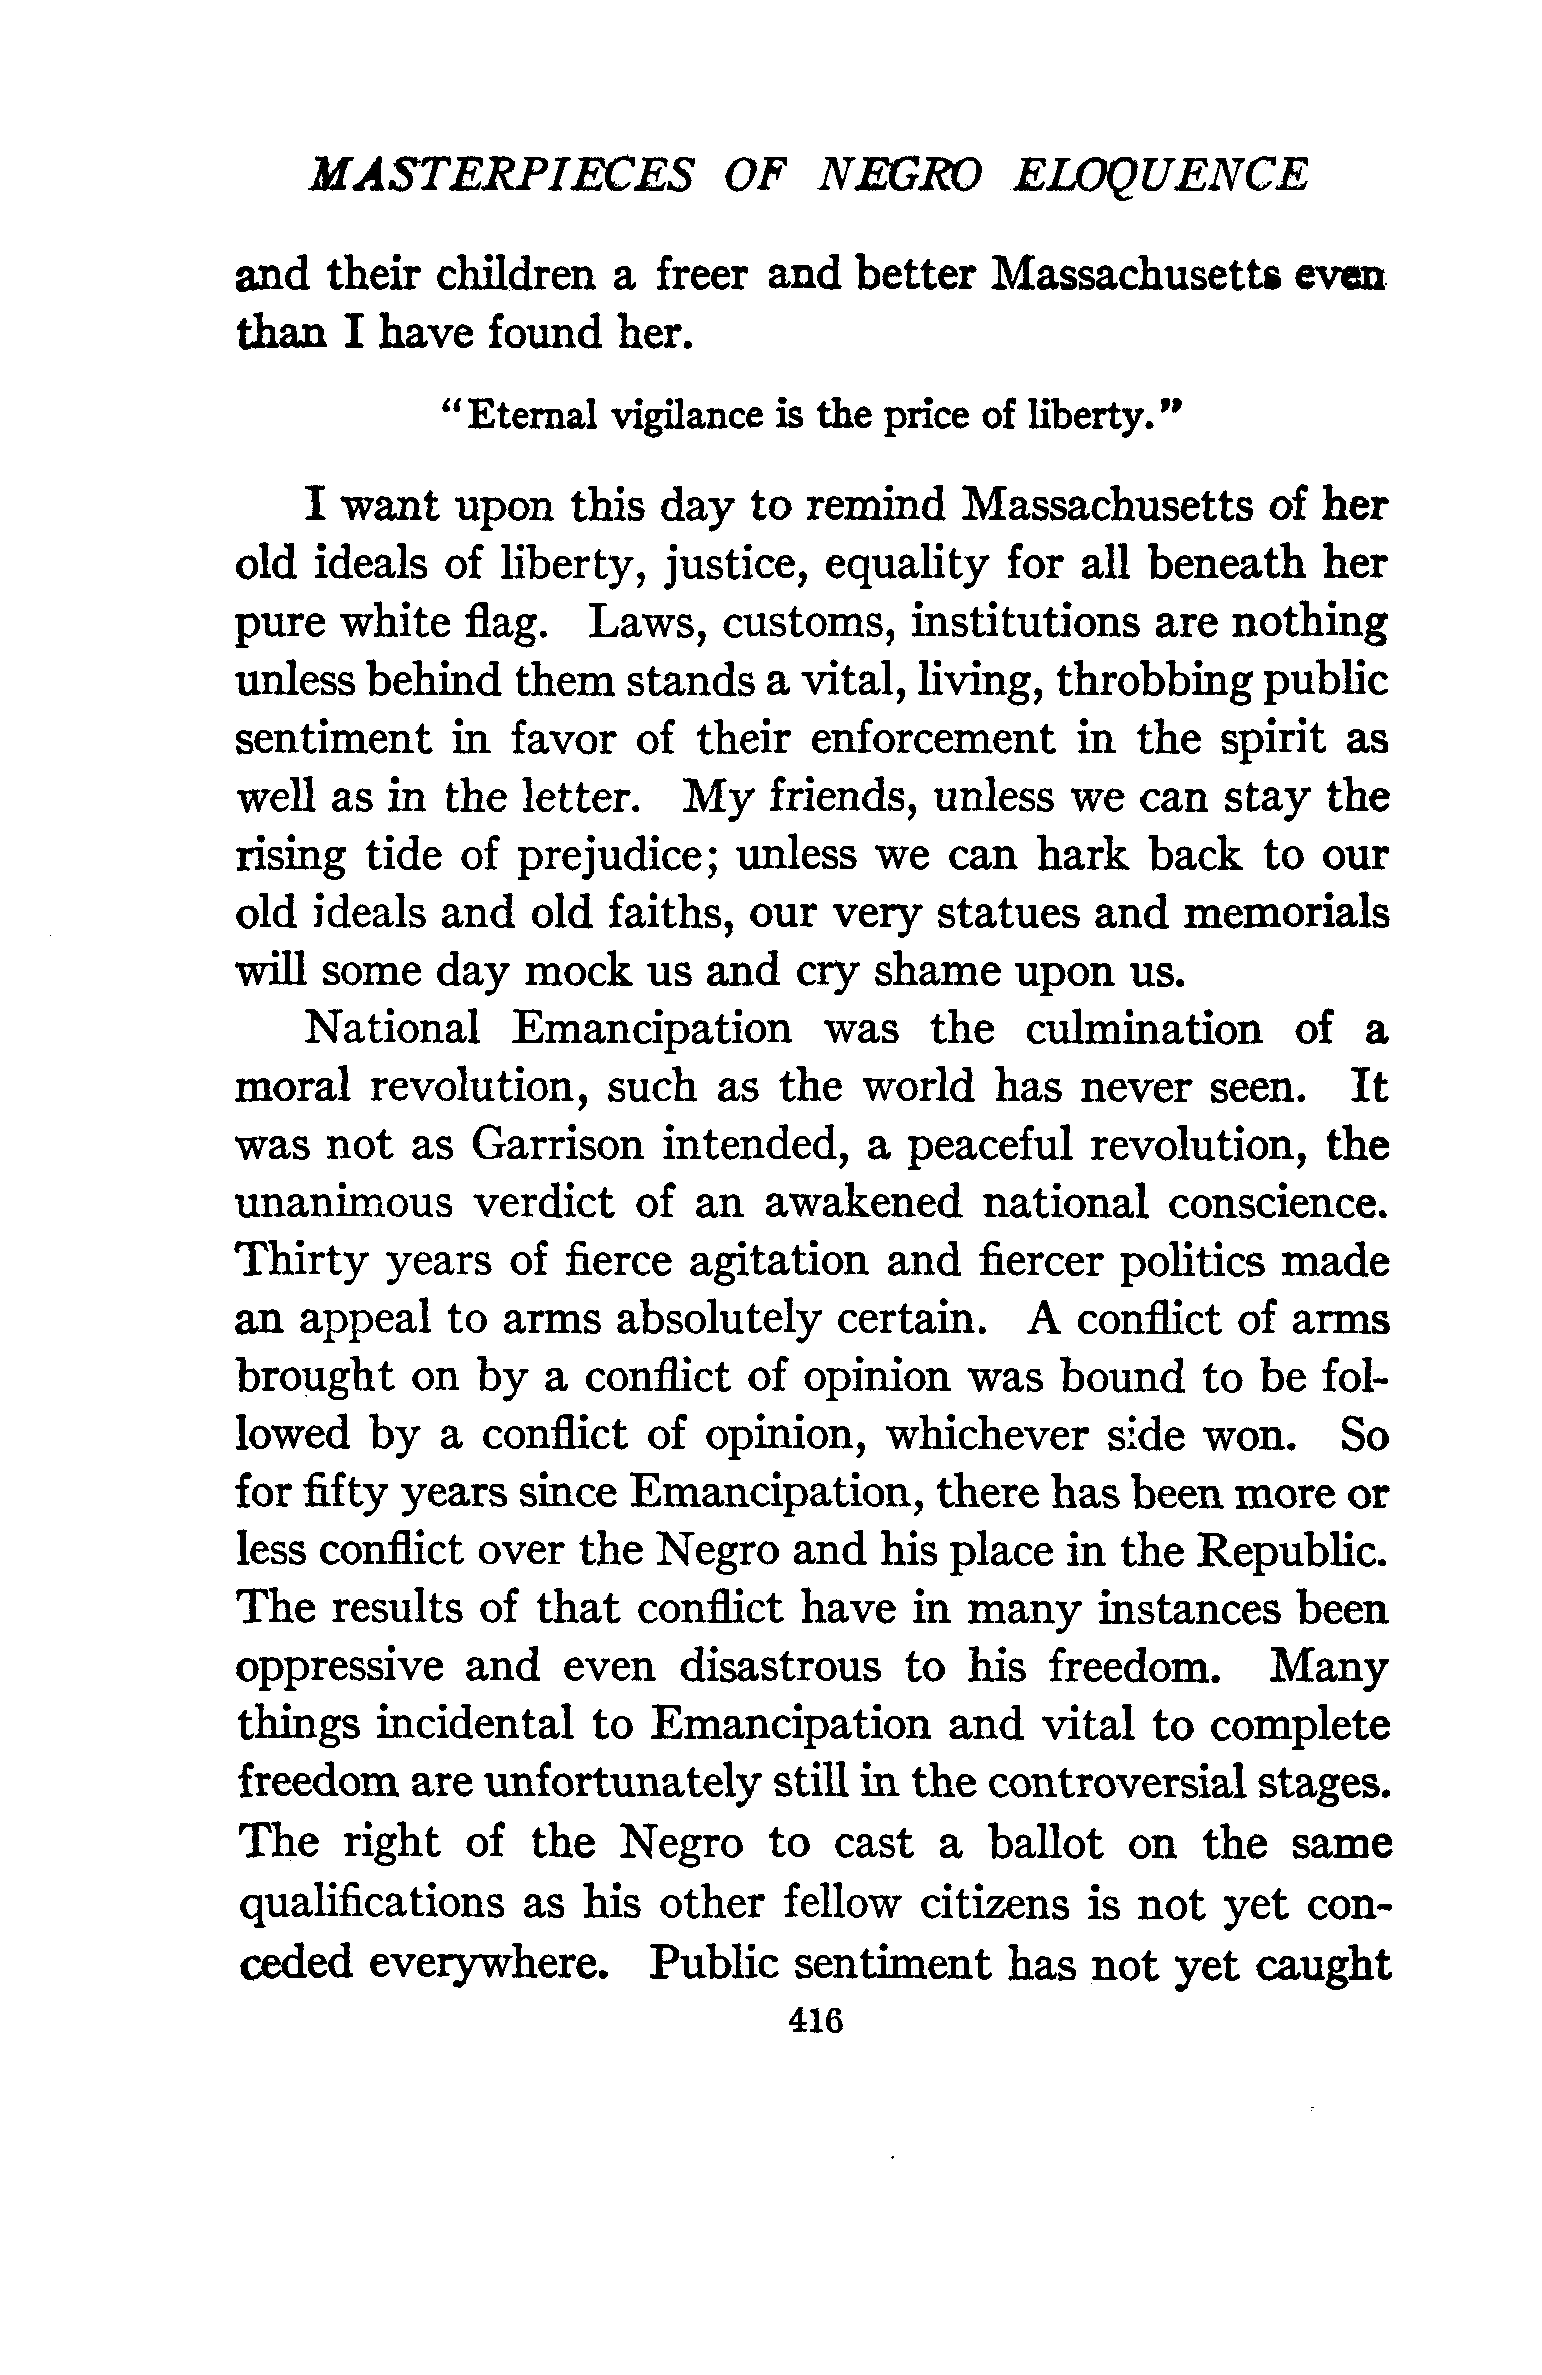 MASTERPIECES OF NEGRO ELOQUENCE
and their children a freer and better Massachusetts even
than I have found her.
"Eternal vigilance is the price of liberty."
I want upon this day to remind Massachusetts of her
old ideals of liberty, justice, equality for all beneath her
pure white flag. Laws, customs, institutions are nothing
unless behind them stands a vital, living, throbbing public
sentiment in favor of their enforcement in the spirit as
well as in the letter. My friends, unless we can stay the
rising tide of prejudice; unless we can hark back to our
old ideals and old faiths, our very statues and memorials
will some day mock us and cry shame upon us.
National Emancipation was the culmination of a
moral revolution, such as the world has never seen. It
was not as Garrison intended, a peaceful revolution, the
unanimous verdict of an awakened national conscience.
Thirty years of fierce agitation and fiercer politics made
an appeal to arms absolutely certain. A conflict of arms
brought on by a conflict of opinion was bound to be fol-
lowed by a conflict of opinion, whichever side won. So
for fifty years since Emancipation, there has been more or
less conflict over the Negro and his place in the Republic.
The results of that conflict have in many instances been
oppressive and even disastrous to his freedom. Many
things incidental to Emancipation and vital to complete
freedom are unfortunately still in the controversial stages.
The right of the Negro to cast a ballot on the same
qualifications as his other fellow citizens is not yet con-
ceded everywhere. Public sentiment has not yet caught
416